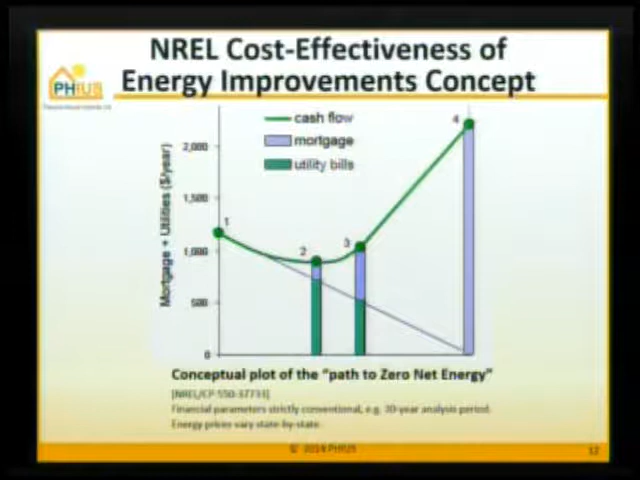 NREL Cost-Effectiveness of
Energy Improvements Concept
PHIUS
cash flow
mortgage
utility bills
Mortgage + Utilities ($/year)
2,000
1,500
1,000
500
0
1
2
3
4
Conceptual plot of the "path to Zero Net Energy"
[NREL/CP-550-37733]
Financial parameters strictly conventional, e.g. 30-year analysis period.
Energy prices vary state-by-state.
© 2014 PHIUS
12